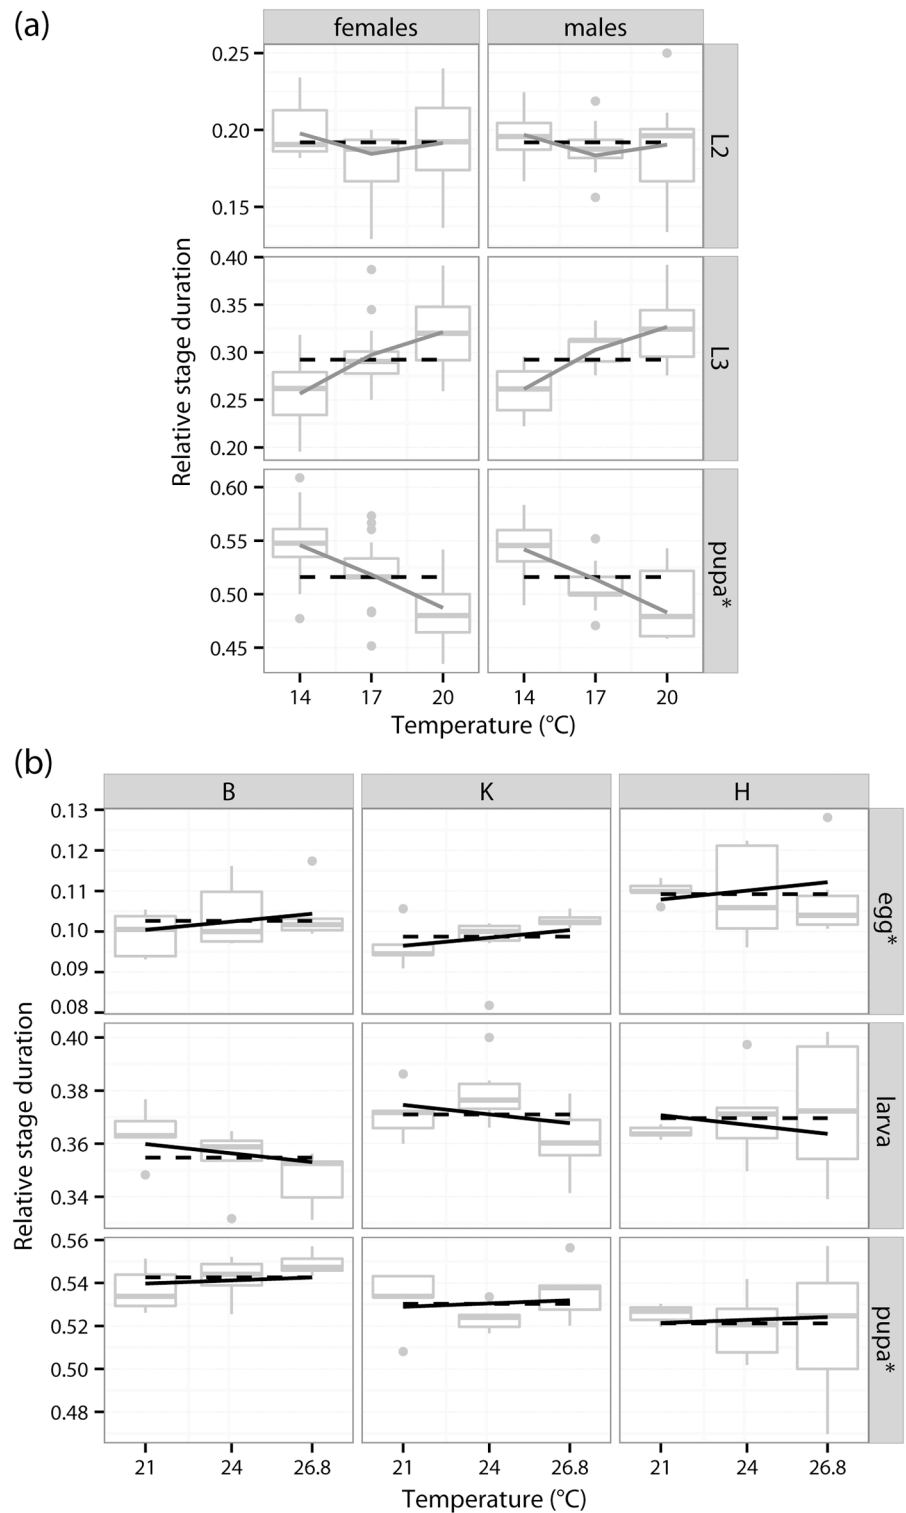 (a)
females males
0.25
0.20
0.15
L2
0.40
0.35
0.30
0.25
0.20
L3
0.60
0.55
0.50
0.45
pupa*
Relative stage duration
14 17 20 14 17 20
Temperature (°C)
(b)
B K H
0.13
0.12
0.11
0.10
0.09
0.08
egg*
0.40
0.38
0.36
0.34
larva
0.56
0.54
0.52
0.50
0.48
pupa*
Relative stage duration
21 24 26.8 21 24 26.8 21 24 26.8
Temperature (°C)